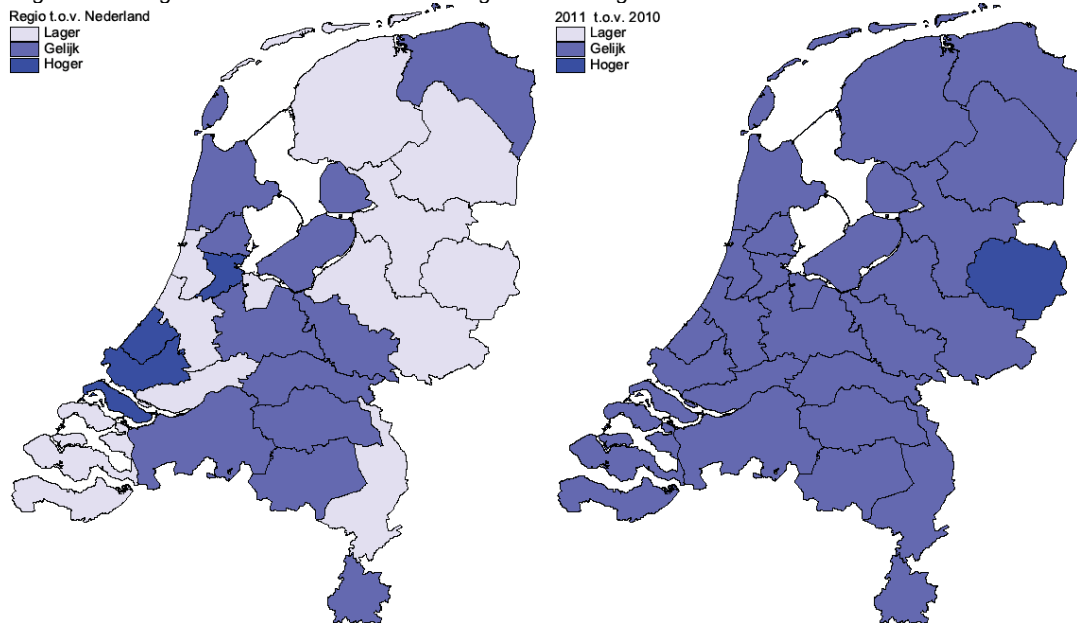 Regio t.o.v. Nederland
Lager
Gelijk
Hoger
2011 t.o.v. 2010
Lager
Gelijk
Hoger